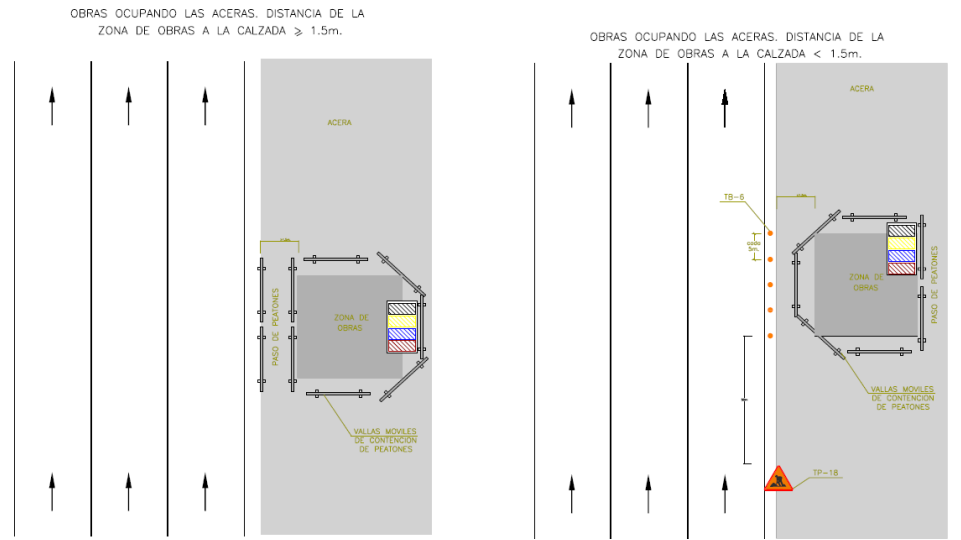 OBRAS OCUPANDO LAS ACERAS. DISTANCIA DE LA
ZONA DE OBRAS A LA CALZADA ⩾ 1.5m.
ACERA
PASO DE PEATONES
ZONA DE
OBRAS
VALLAS MOVILES
DE CONTENCION
DE PEATONES
OBRAS OCUPANDO LAS ACERAS. DISTANCIA DE LA
ZONA DE OBRAS A LA CALZADA < 1.5m.
ACERA
TB-6
cada
5m.
ZONA DE
OBRAS
PASO DE PEATONES
VALLAS MOVILES
DE CONTENCION
DE PEATONES
TP-18